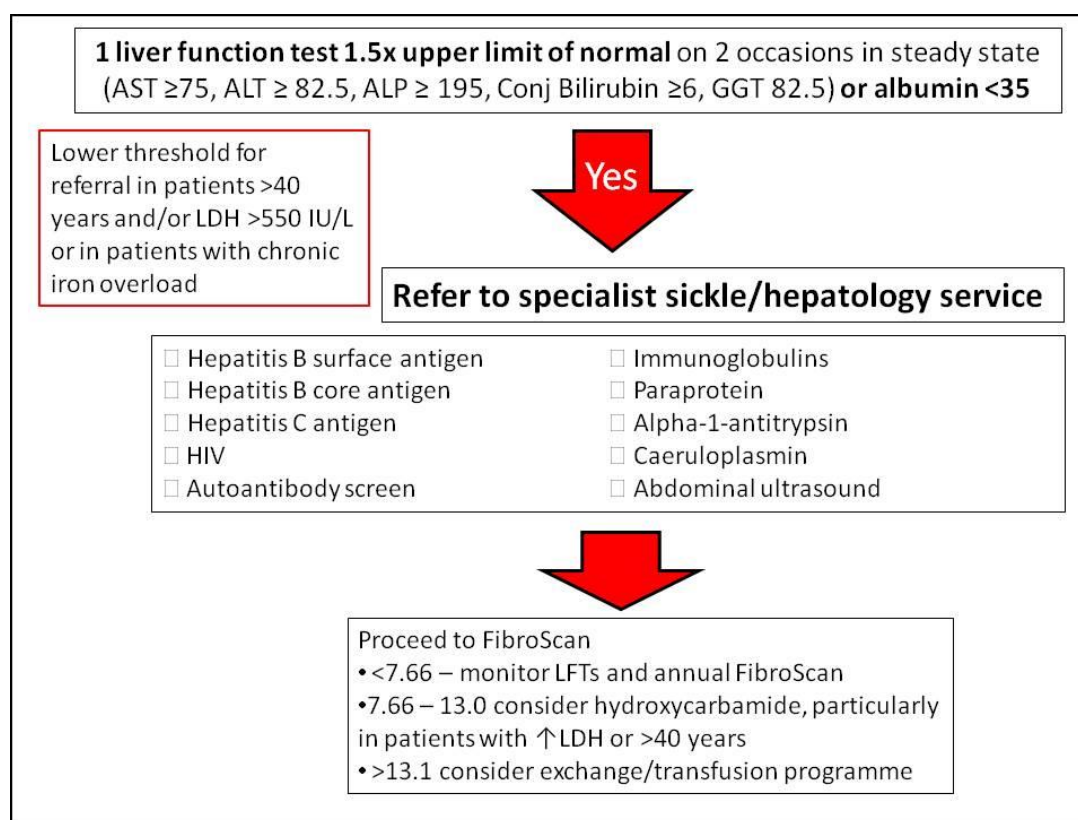 1 liver function test 1.5x upper limit of normal on 2 occasions in steady state
(AST ≥75, ALT ≥ 82.5, ALP ≥ 195, Conj Bilirubin ≥6, GGT 82.5) or albumin <35
Lower threshold for
referral in patients >40
years and/or LDH >550 IU/L
or in patients with chronic
iron overload
Yes
Refer to specialist sickle/hepatology service
□ Hepatitis B surface antigen
□ Hepatitis B core antigen
□ Hepatitis C antigen
□ HIV
□ Autoantibody screen
□ Immunoglobulins
□ Paraprotein
□ Alpha-1-antitrypsin
□ Caeruloplasmin
□ Abdominal ultrasound
Proceed to FibroScan
•<7.66 – monitor LFTs and annual FibroScan
•7.66 – 13.0 consider hydroxycarbamide, particularly
in patients with ↑LDH or >40 years
•>13.1 consider exchange/transfusion programme